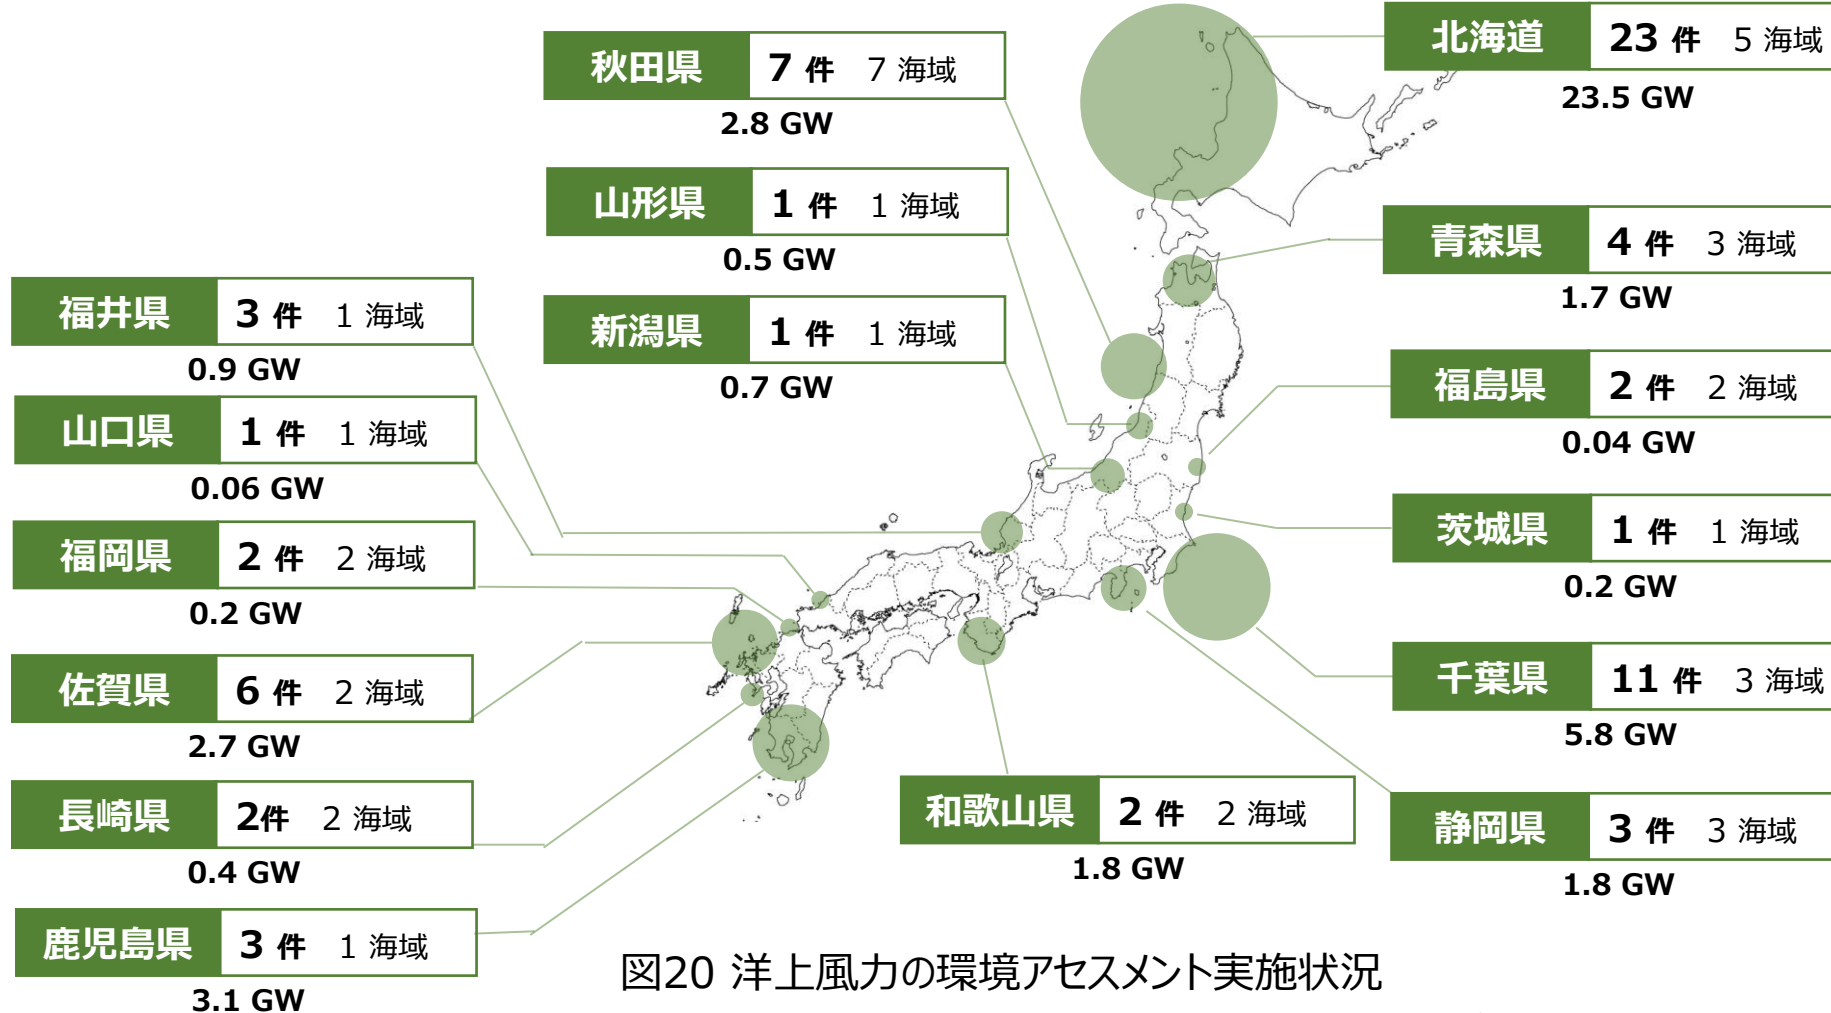 秋田県 7 件 7 海域
2.8 GW
山形県 1 件 1 海域
0.5 GW
新潟県 1 件 1 海域
0.7 GW
福井県 3 件 1 海域
0.9 GW
山口県 1 件 1 海域
0.06 GW
福岡県 2 件 2 海域
0.2 GW
佐賀県 6 件 2 海域
2.7 GW
長崎県 2件 2 海域
0.4 GW
鹿児島県 3 件 1 海域
3.1 GW
北海道 23 件 5 海域
23.5 GW
青森県 4 件 3 海域
1.7 GW
福島県 2 件 2 海域
0.04 GW
茨城県 1 件 1 海域
0.2 GW
千葉県 11 件 3 海域
5.8 GW
静岡県 3 件 3 海域
1.8 GW
和歌山県 2 件 2 海域
1.8 GW
図20 洋上風力の環境アセスメント実施状況